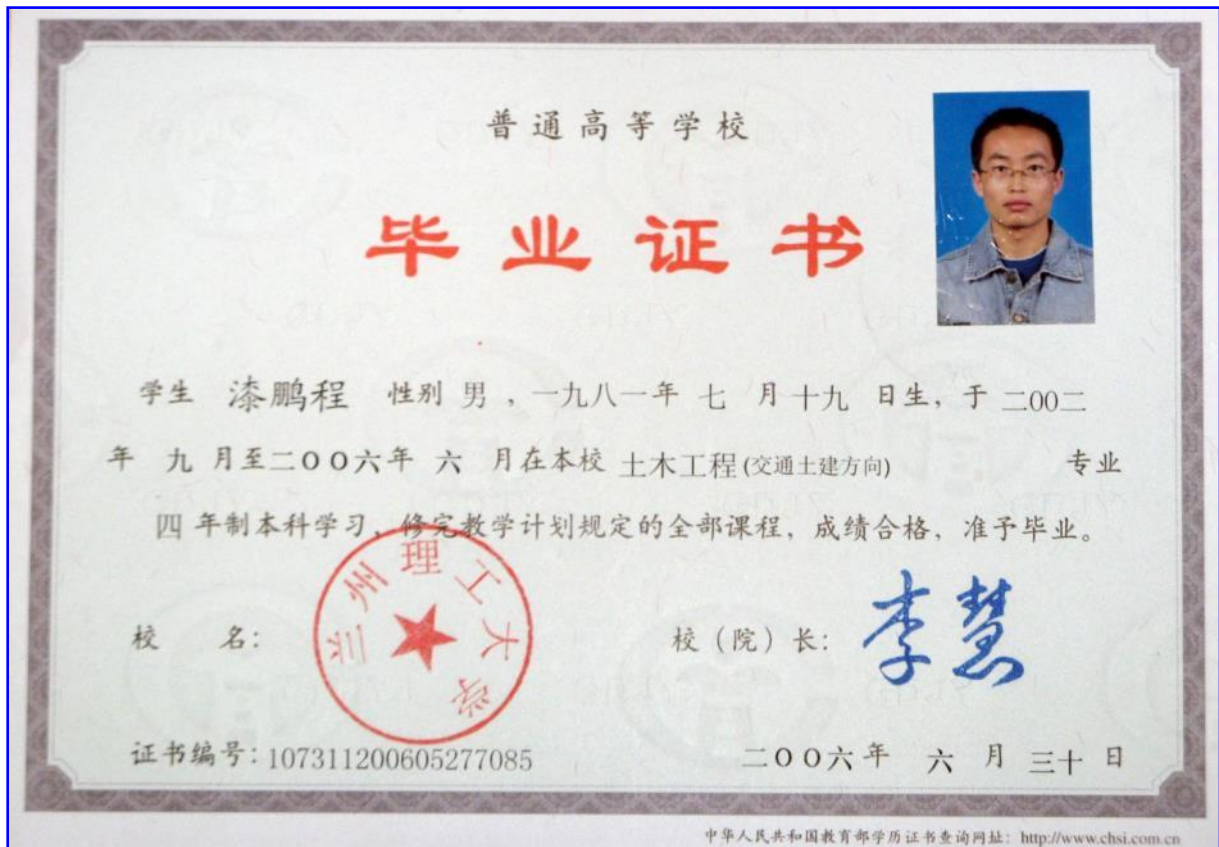 普通高等学校
毕业证书
学生 漆鹏程 性别 男 , 一九八一年 七 月 十九 日生, 于 二00二
年 九 月至二00六年 六 月在本校 土木工程(交通土建方向) 专业
四 年制本科学习, 修完教学计划规定的全部课程, 成绩合格, 准予毕业。
兰州理工大学
校 名: 校(院)长: 李慧
证书编号: 107311200605277085 二00六年 六 月 三十 日
中华人民共和国教育部学历证书查询网址: http://www.chsi.com.cn